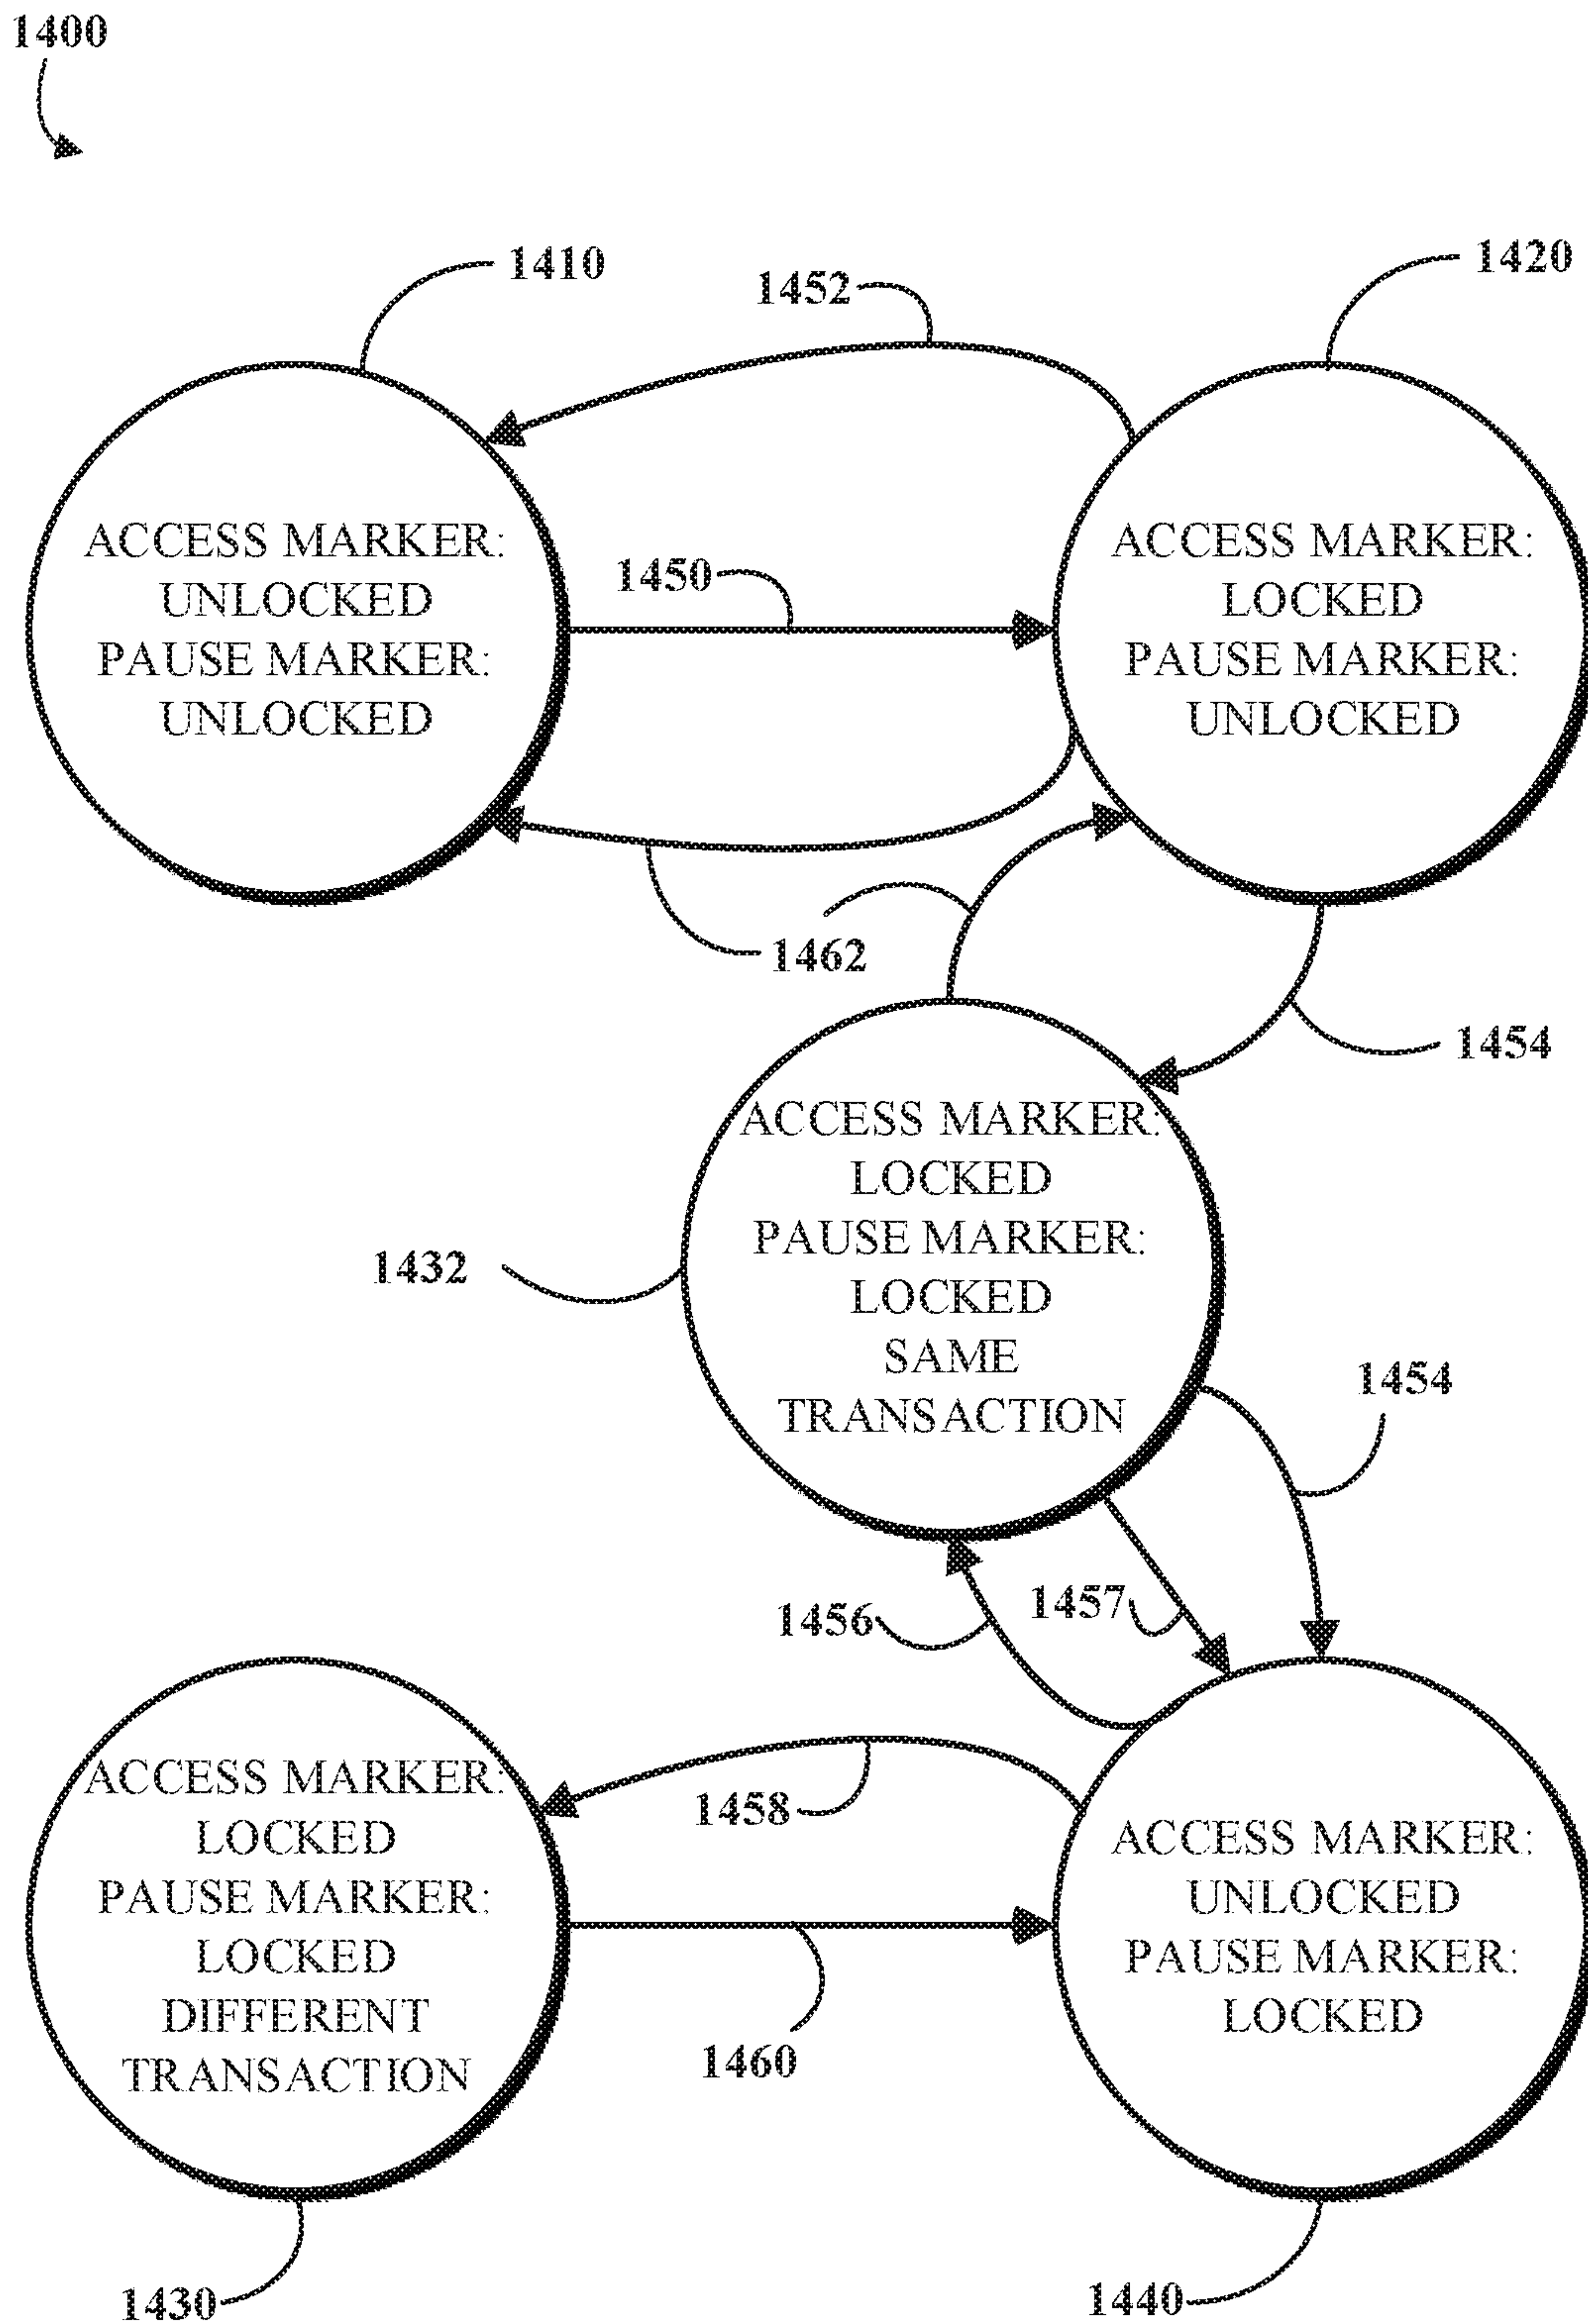 1400
1410
1452
1420
ACCESS MARKER:
UNLOCKED
PAUSE MARKER:
UNLOCKED
1450
ACCESS MARKER:
LOCKED
PAUSE MARKER:
UNLOCKED
1462
1454
ACCESS MARKER:
LOCKED
PAUSE MARKER:
LOCKED
SAME
TRANSACTION
1432
1454
1456
1457
1458
ACCESS MARKER:
LOCKED
PAUSE MARKER:
LOCKED
DIFFERENT
TRANSACTION
ACCESS MARKER:
UNLOCKED
PAUSE MARKER:
LOCKED
1460
1430
1440